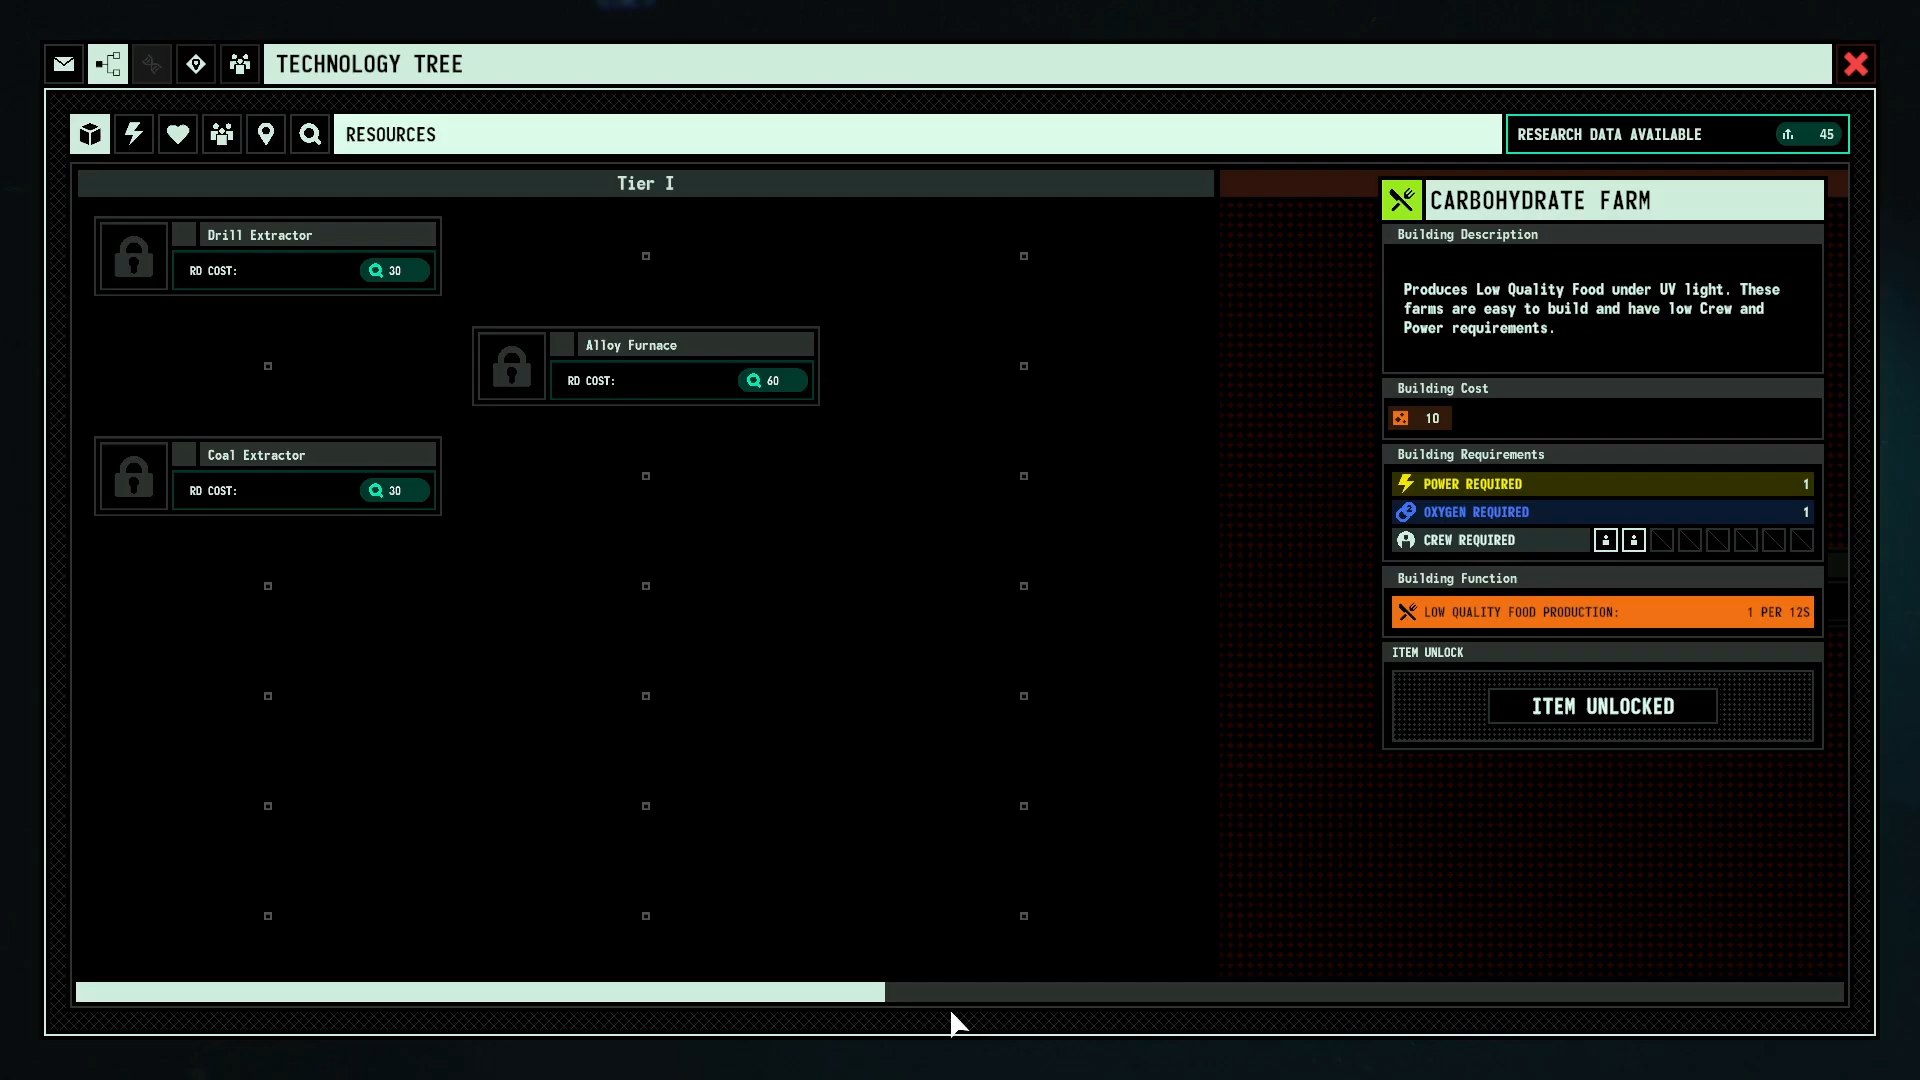 TECHNOLOGY TREE
RESOURCES
RESEARCH DATA AVAILABLE 45
Tier I
Drill Extractor
RD COST: 30
Alloy Furnace
RD COST: 60
Coal Extractor
RD COST: 30
CARBOHYDRATE FARM
Building Description
Produces Low Quality Food under UV light. These
farms are easy to build and have low Crew and
Power requirements.
Building Cost
10
Building Requirements
POWER REQUIRED 1
OXYGEN REQUIRED 1
CREW REQUIRED
Building Function
LOW QUALITY FOOD PRODUCTION: 1 PER 12S
ITEM UNLOCK
ITEM UNLOCKED